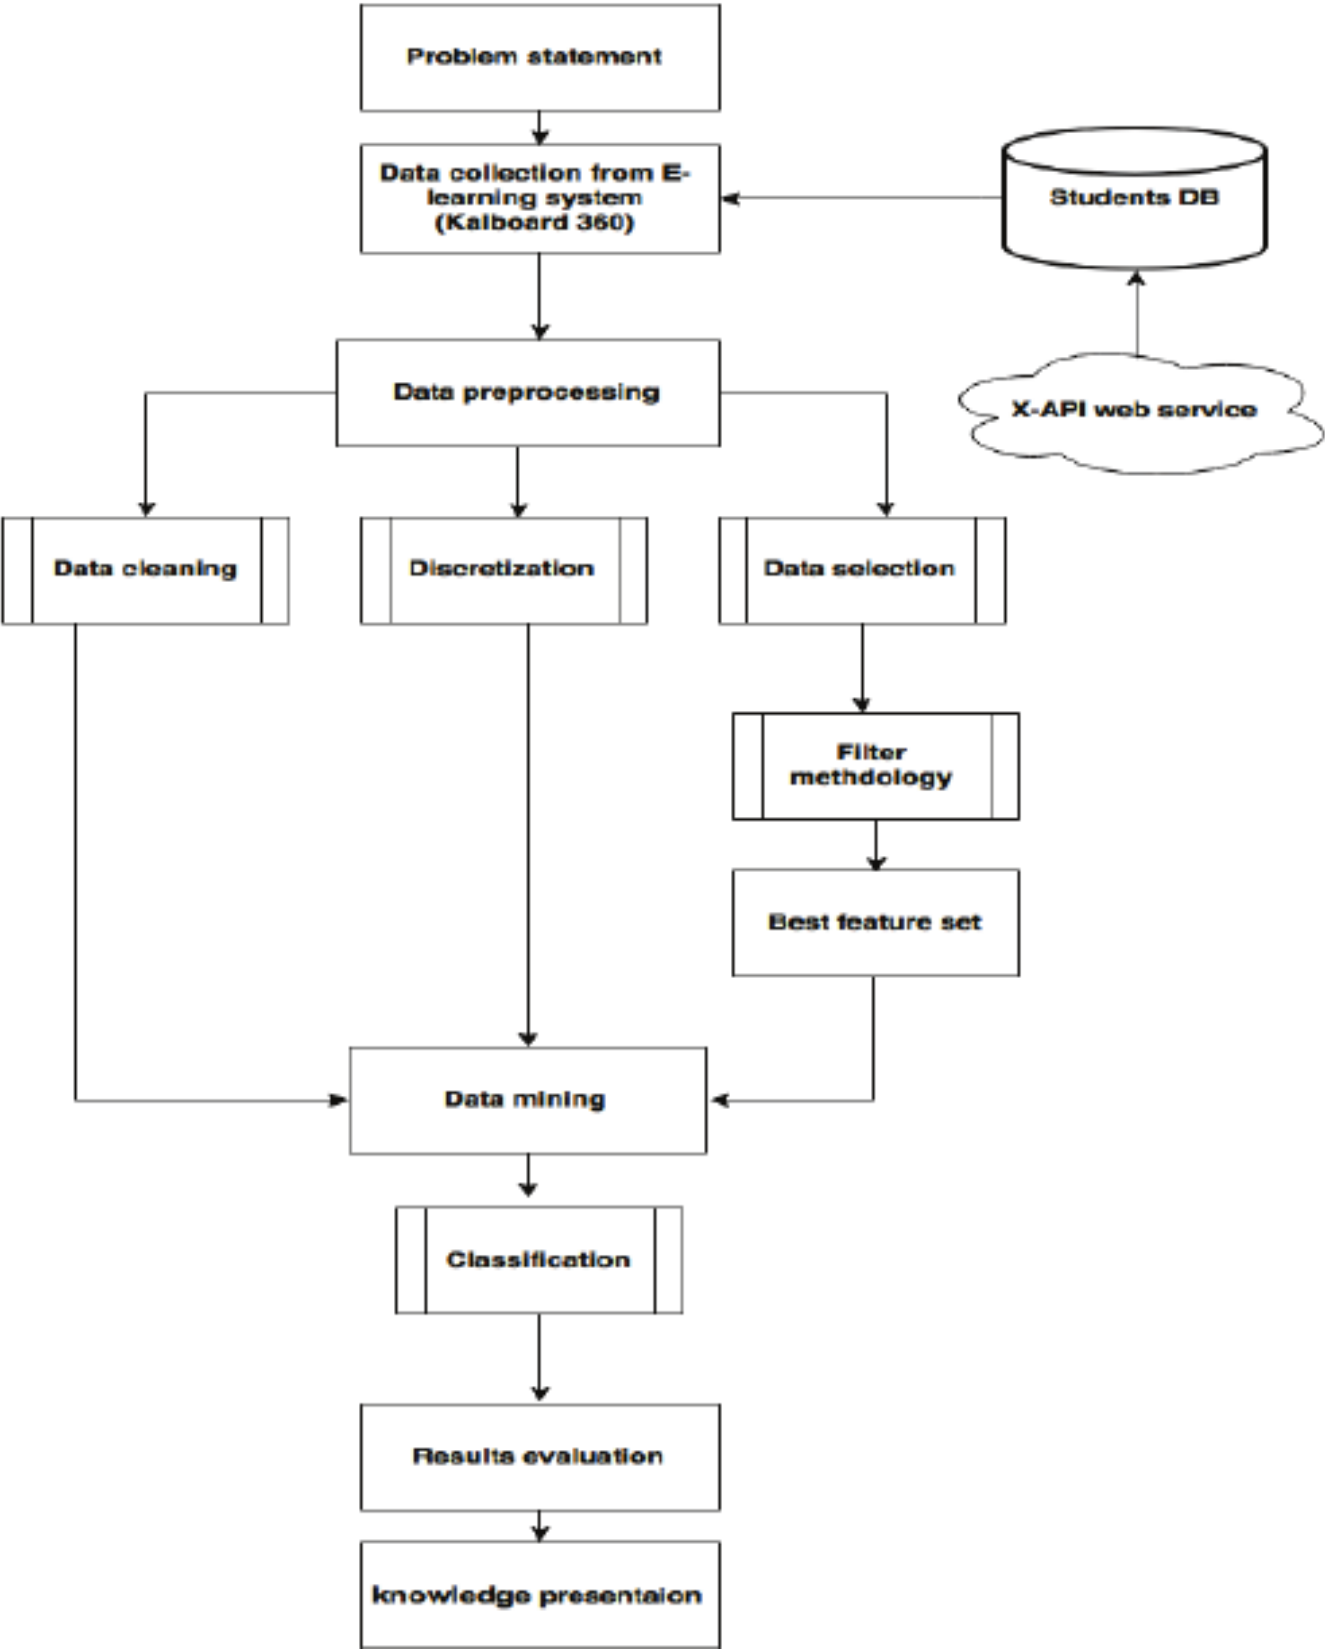 Problem statement
Data collection from E-
learning system
(Kalboard 360)
Students DB
Data preprocessing
X-API web service
Data cleaning
Discretization
Data selection
Filter
methdology
Best feature set
Data mining
Classification
Results evaluation
knowledge presentaion